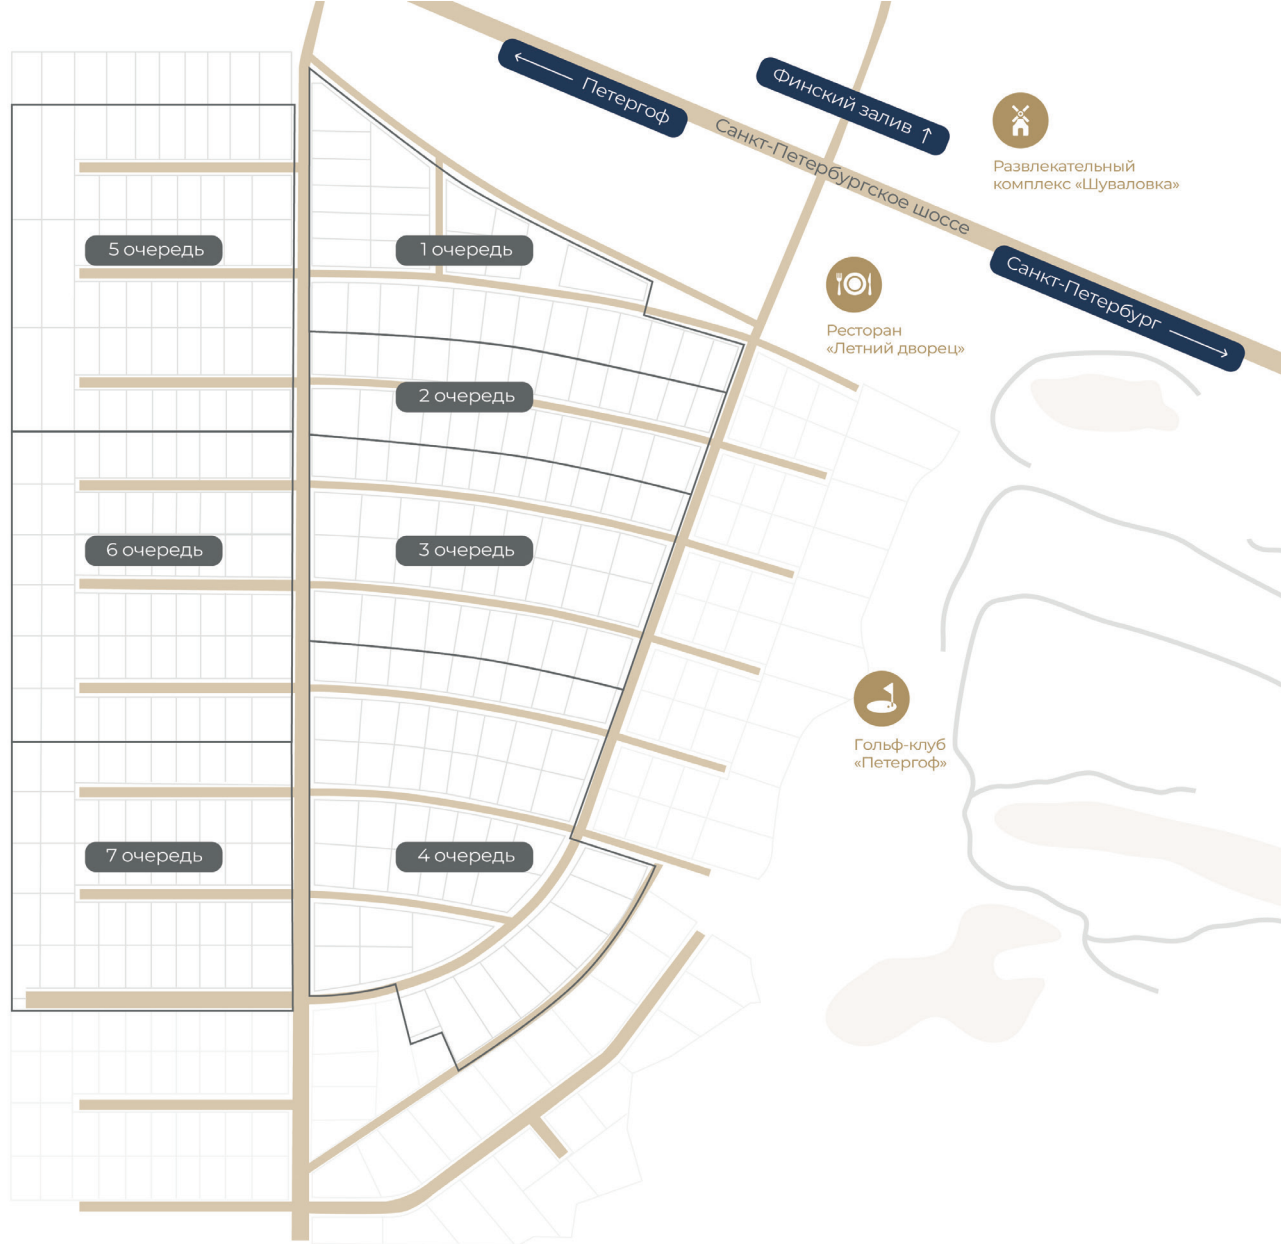 Петергоф
Финский залив
Санкт-Петербургское шоссе
Санкт-Петербург
Развлекательный
комплекс «Шуваловка»
Ресторан
«Летний дворец»
Гольф-клуб
«Петергоф»
5 очередь
1 очередь
2 очередь
6 очередь
3 очередь
7 очередь
4 очередь